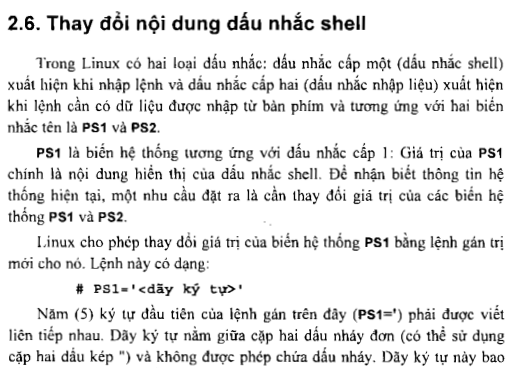 2.6. Thay đổi nội dung dấu nhắc shell
Trong Linux có hai loại dấu nhắc: dấu nhắc cấp một (dấu nhắc shell)
xuất hiện khi nhập lệnh và dấu nhắc cấp hai (dấu nhắc nhập liệu) xuất hiện
khi lệnh cần có dữ liệu được nhập từ bàn phím và tương ứng với hai biến
nhắc tên là PS1 và PS2.
PS1 là biến hệ thống tương ứng với dấu nhắc cấp 1: Giá trị của PS1
chính là nội dung hiển thị của dấu nhắc shell. Để nhận biết thông tin hệ
thống hiện tại, một nhu cầu đặt ra là cần thay đổi giá trị của các biến hệ
thống PS1 và PS2.
Linux cho phép thay đổi giá trị của biến hệ thống PS1 bằng lệnh gán trị
mới cho nó. Lệnh này có dạng:
# PS1='<dãy ký tự>'
Năm (5) ký tự đầu tiên của lệnh gán trên đây (PS1=') phải được viết
liên tiếp nhau. Dãy ký tự nằm giữa cặp hai dấu nháy đơn (có thể sử dụng
cặp hai dấu kép ") và không được phép chứa dấu nháy. Dãy ký tự này bao